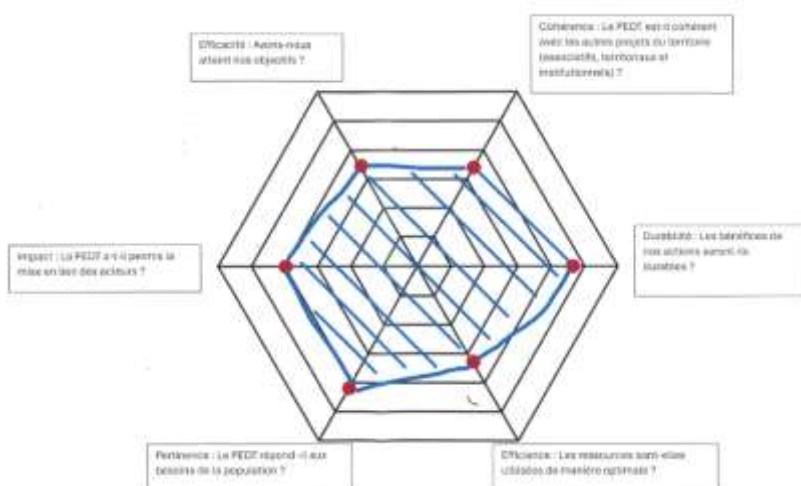 Efficacité : Avons-nous
atteint nos objectifs ?
Cohérence : Le PEDT est-il cohérent
avec les autres projets du territoire
(associatifs, territoriaux et
institutionnels) ?
Impact : Le PEDT a-t-il permis la
mise en lien des acteurs ?
Durabilité : Les bénéfices de
nos actions seront-ils
durables ?
Pertinence : Le PEDT répond-il aux
besoins de la population ?
Efficience : Les ressources sont-elles
utilisées de manière optimale ?